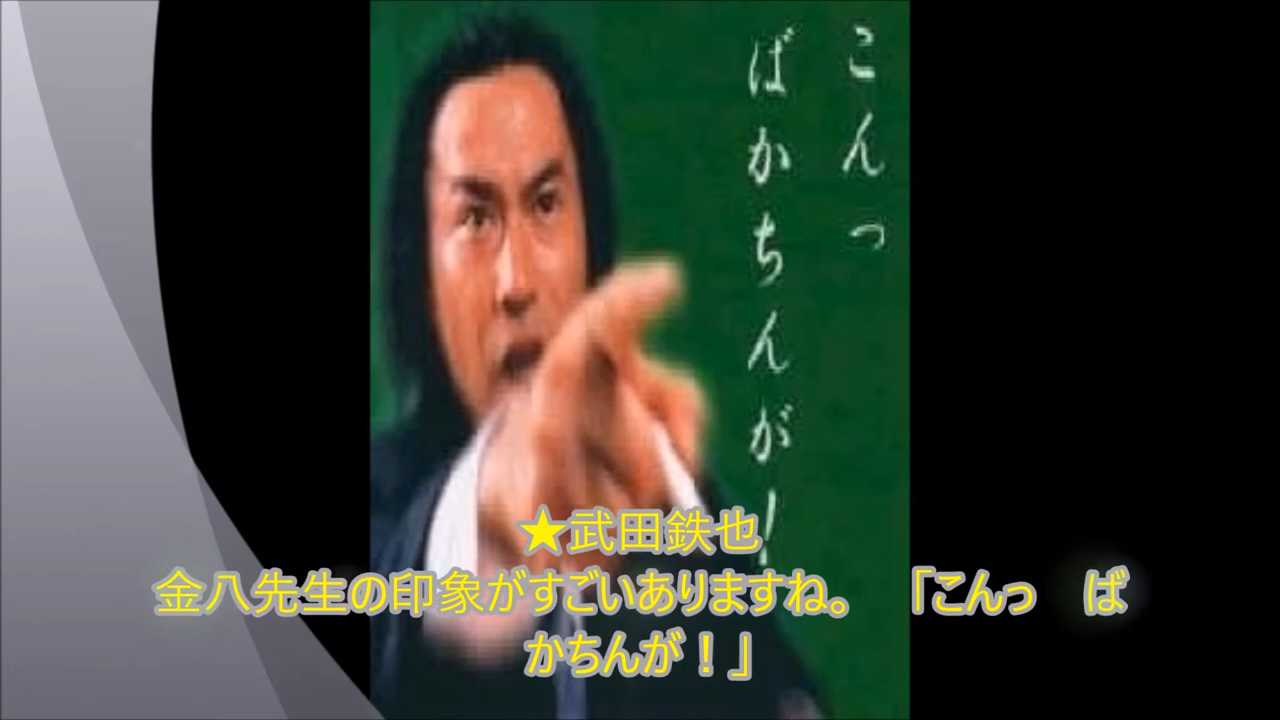 こんっ
ばかちんが！
★武田鉄也
金八先生の印象がすごいありますね。　「こんっ　ば
かちんが！」